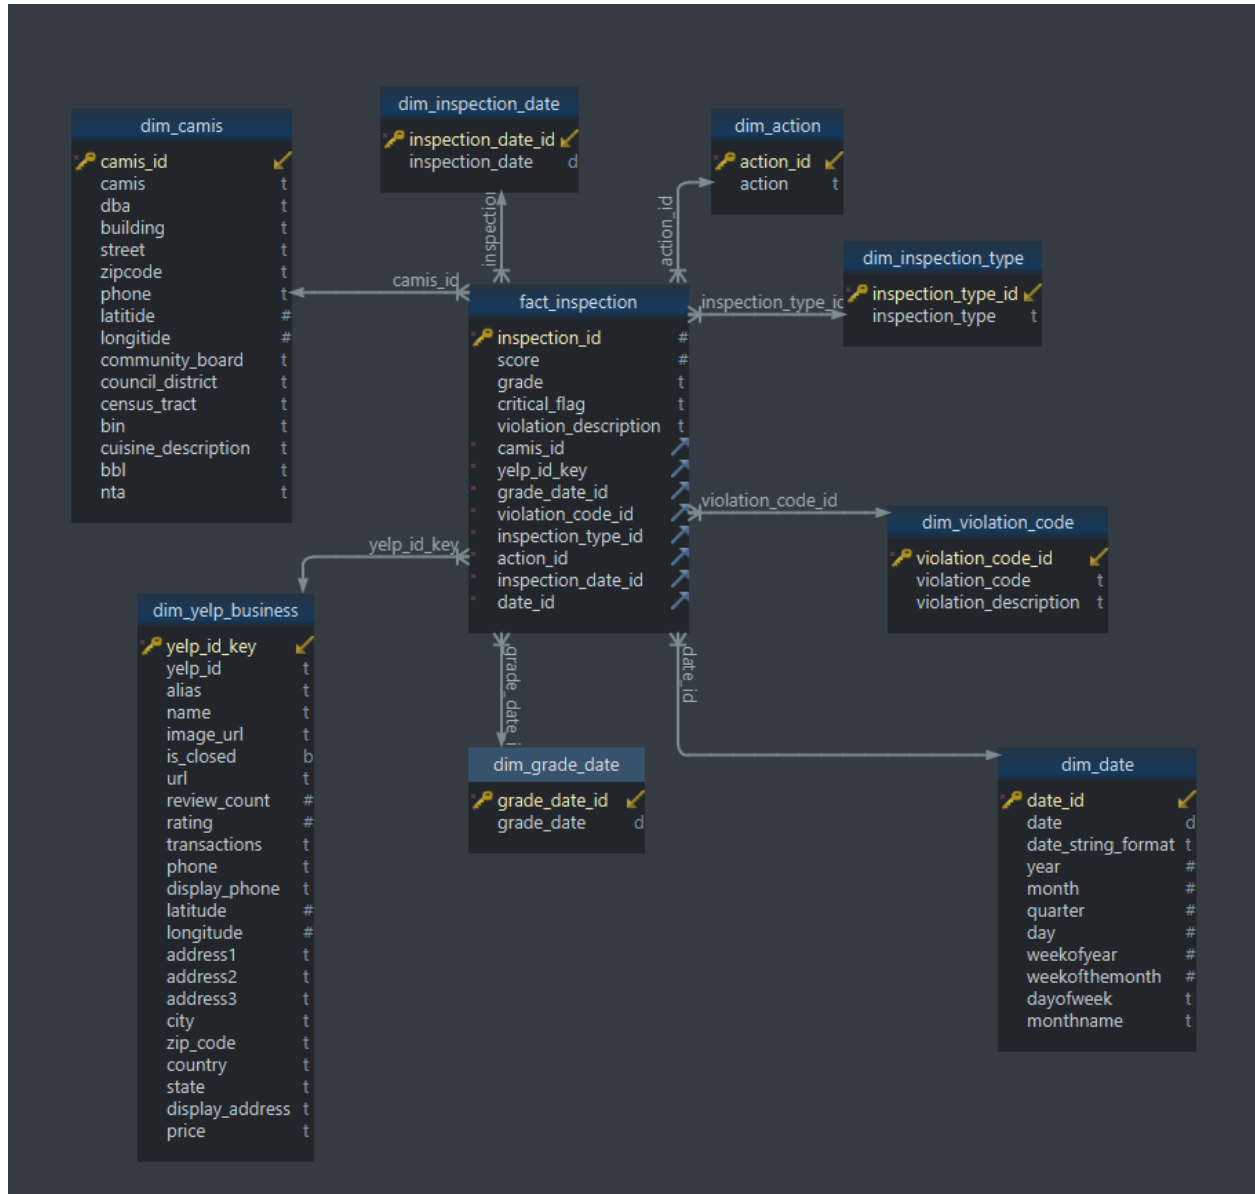 dim_camis
camis_id
camis t
dba t
building t
street t
zipcode t
phone t
latitide #
longitide #
community_board t
council_district t
census_tract t
bin t
cuisine_description t
bbl t
nta t
dim_inspection_date
inspection_date_id
inspection_date d
dim_action
action_id
action t
dim_inspection_type
inspection_type_id
inspection_type t
camis_id
inspection
action_id
inspection_type_id
fact_inspection
inspection_id #
score #
grade t
critical_flag t
violation_description t
camis_id
yelp_id_key
grade_date_id
violation_code_id
inspection_type_id
action_id
inspection_date_id
date_id
violation_code_id
dim_violation_code
violation_code_id
violation_code t
violation_description t
yelp_id_key
dim_yelp_business
yelp_id_key
yelp_id t
alias t
name t
image_url t
is_closed b
url t
review_count #
rating #
transactions t
phone t
display_phone t
latitude #
longitude #
address1 t
address2 t
address3 t
city t
zip_code t
country t
state t
display_address t
price t
grade_date_i
dim_grade_date
grade_date_id
grade_date d
date_id
dim_date
date_id
date d
date_string_format t
year #
month #
quarter #
day #
weekofyear #
weekofthemonth #
dayofweek t
monthname t